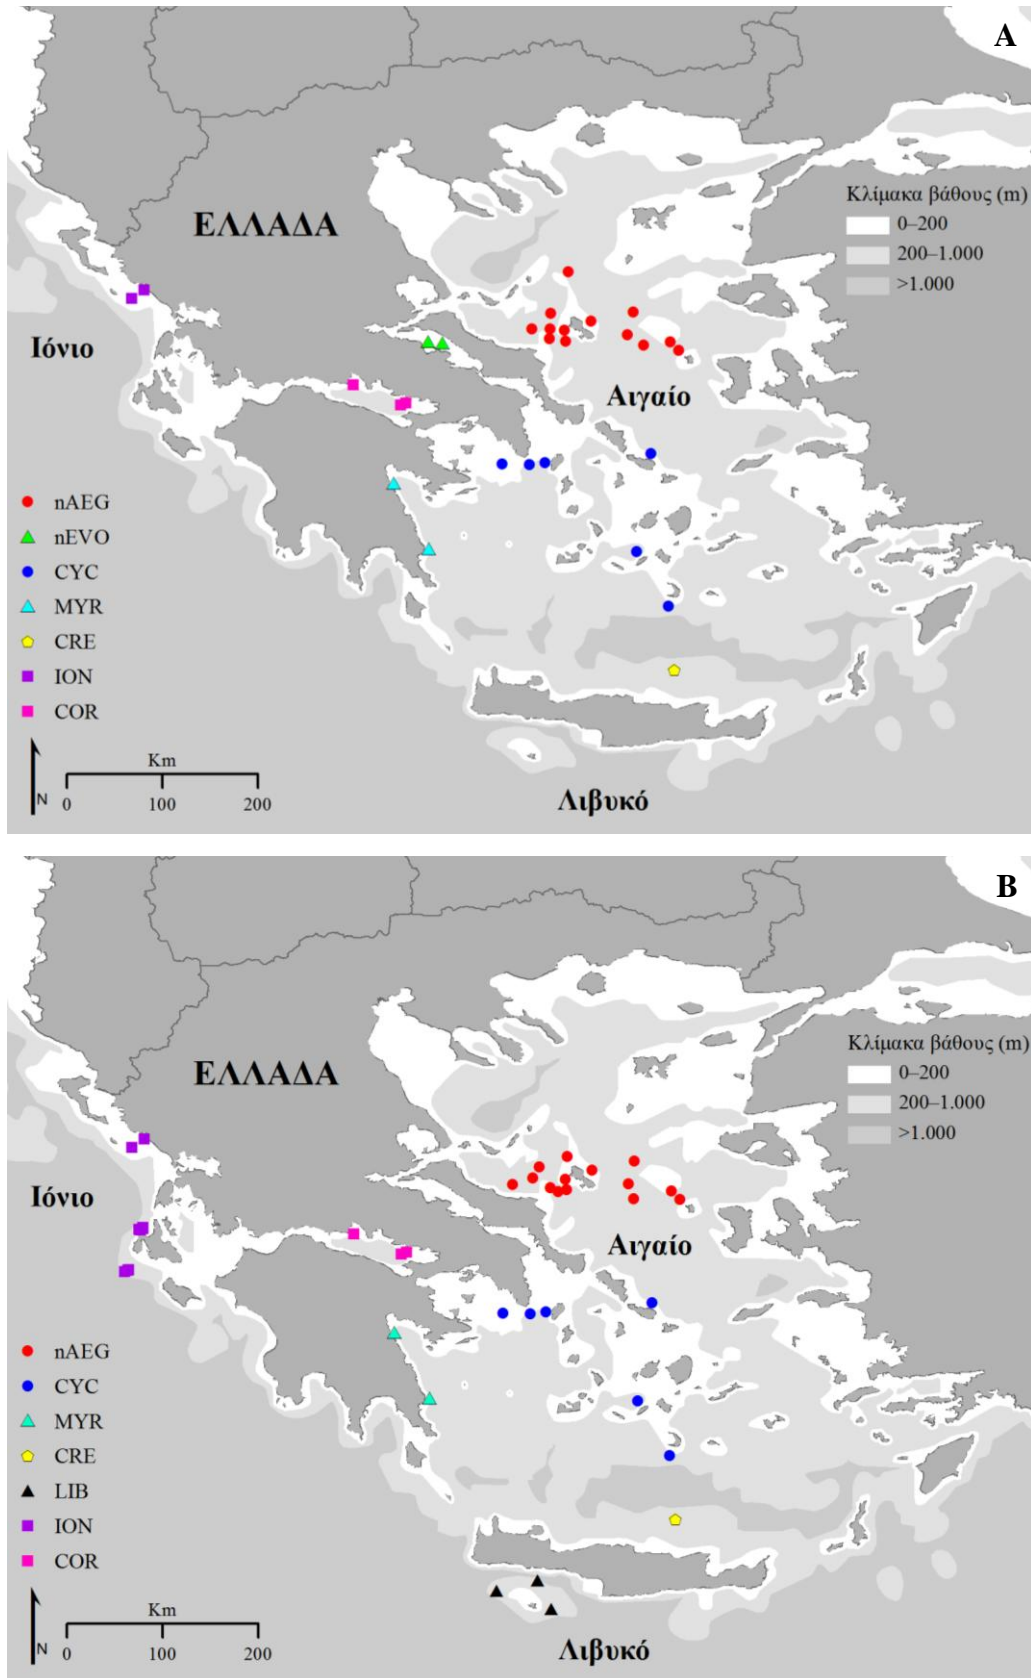 A
ΕΛΛΑΔΑ
Κλίμακα βάθους (m)
0–200
200–1.000
>1.000
Ιόνιο
Αιγαίο
nAEG
nEVO
CYC
MYR
CRE
ION
COR
Km
N
0 100 200
Λιβυκό
B
ΕΛΛΑΔΑ
Κλίμακα βάθους (m)
0–200
200–1.000
>1.000
Ιόνιο
Αιγαίο
nAEG
CYC
MYR
CRE
LIB
ION
COR
Km
N
0 100 200
Λιβυκό